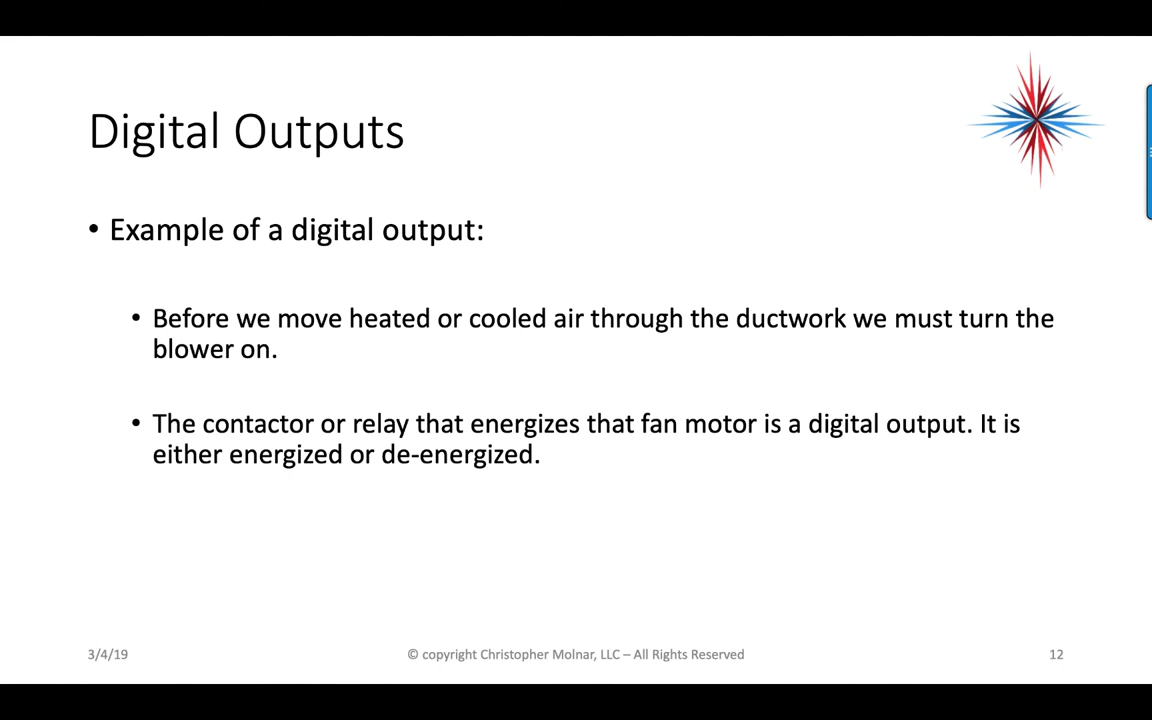 Digital Outputs
• Example of a digital output:
• Before we move heated or cooled air through the ductwork we must turn the
blower on.
• The contactor or relay that energizes that fan motor is a digital output. It is
either energized or de-energized.
3/4/19
© copyright Christopher Molnar, LLC – All Rights Reserved
12